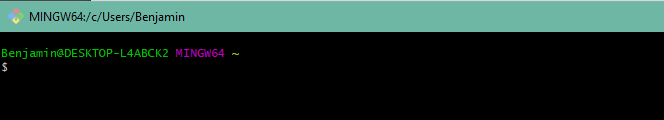 MINGW64:/c/Users/Benjamin
Benjamin@DESKTOP-L4ABCK2 MINGW64 ~
$